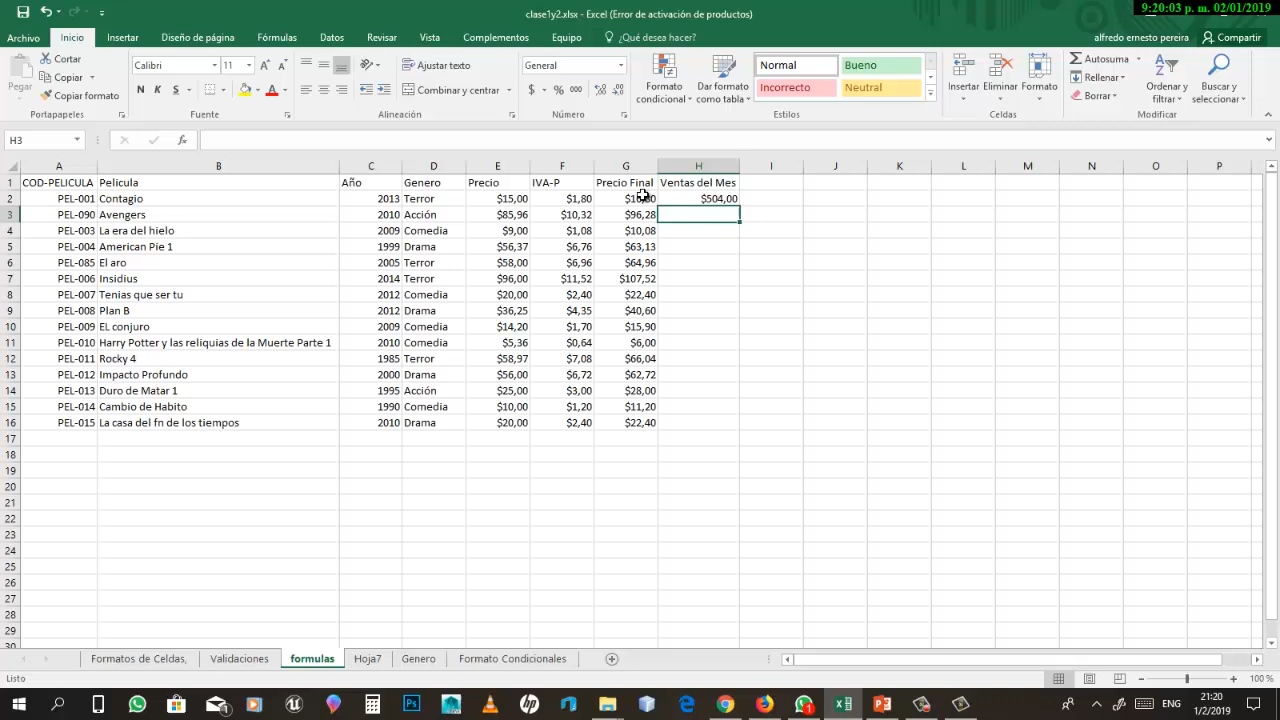 9:20:03 p. m. 02/01/2019
clase1y2.xlsx - Excel (Error de activación de productos)
Archivo Inicio Insertar Diseño de página Fórmulas Datos Revisar Vista Complementos Equipo ¿Qué desea hacer? alfredo ernesto pereira Compartir
Pegar Cortar Copiar Copiar formato
Calibri 11 N K S A
Ajustar texto Combinar y centrar
General $ % 000
Formato condicional Dar formato como tabla Normal Bueno Incorrecto Neutral
Insertar Eliminar Formato
Autosuma Rellenar Borrar Ordenar y filtrar Buscar y seleccionar
Portapapeles Fuente Alineación Número Estilos Celdas Modificar
H3 fx
A B C D E F G H I J K L M N O P
1 COD-PELICULA Pelicula Año Genero Precio IVA-P Precio Final Ventas del Mes
2 PEL-001 Contagio 2013 Terror $15,00 $1,80 $504,00
3 PEL-090 Avengers 2010 Acción $85,96 $10,32 $96,28
4 PEL-003 La era del hielo 2009 Comedia $9,00 $1,08 $10,08
5 PEL-004 American Pie 1 1999 Drama $56,37 $6,76 $63,13
6 PEL-085 El aro 2005 Terror $58,00 $6,96 $64,96
7 PEL-006 Insidius 2014 Terror $96,00 $11,52 $107,52
8 PEL-007 Tenias que ser tu 2012 Comedia $20,00 $2,40 $22,40
9 PEL-008 Plan B 2012 Drama $36,25 $4,35 $40,60
10 PEL-009 EL conjuro 2009 Comedia $14,20 $1,70 $15,90
11 PEL-010 Harry Potter y las reliquias de la Muerte Parte 1 2010 Comedia $5,36 $0,64 $6,00
12 PEL-011 Rocky 4 1985 Terror $58,97 $7,08 $66,04
13 PEL-012 Impacto Profundo 2000 Drama $56,00 $6,72 $62,72
14 PEL-013 Duro de Matar 1 1995 Acción $25,00 $3,00 $28,00
15 PEL-014 Cambio de Habito 1990 Comedia $10,00 $1,20 $11,20
16 PEL-015 La casa del fn de los tiempos 2010 Drama $20,00 $2,40 $22,40
17
18
19
20
21
22
23
24
25
26
27
28
29
30
Formatos de Celdas, Validaciones formulas Hoja7 Genero Formato Condicionales
Listo 100 %
ENG 21:20
1/2/2019